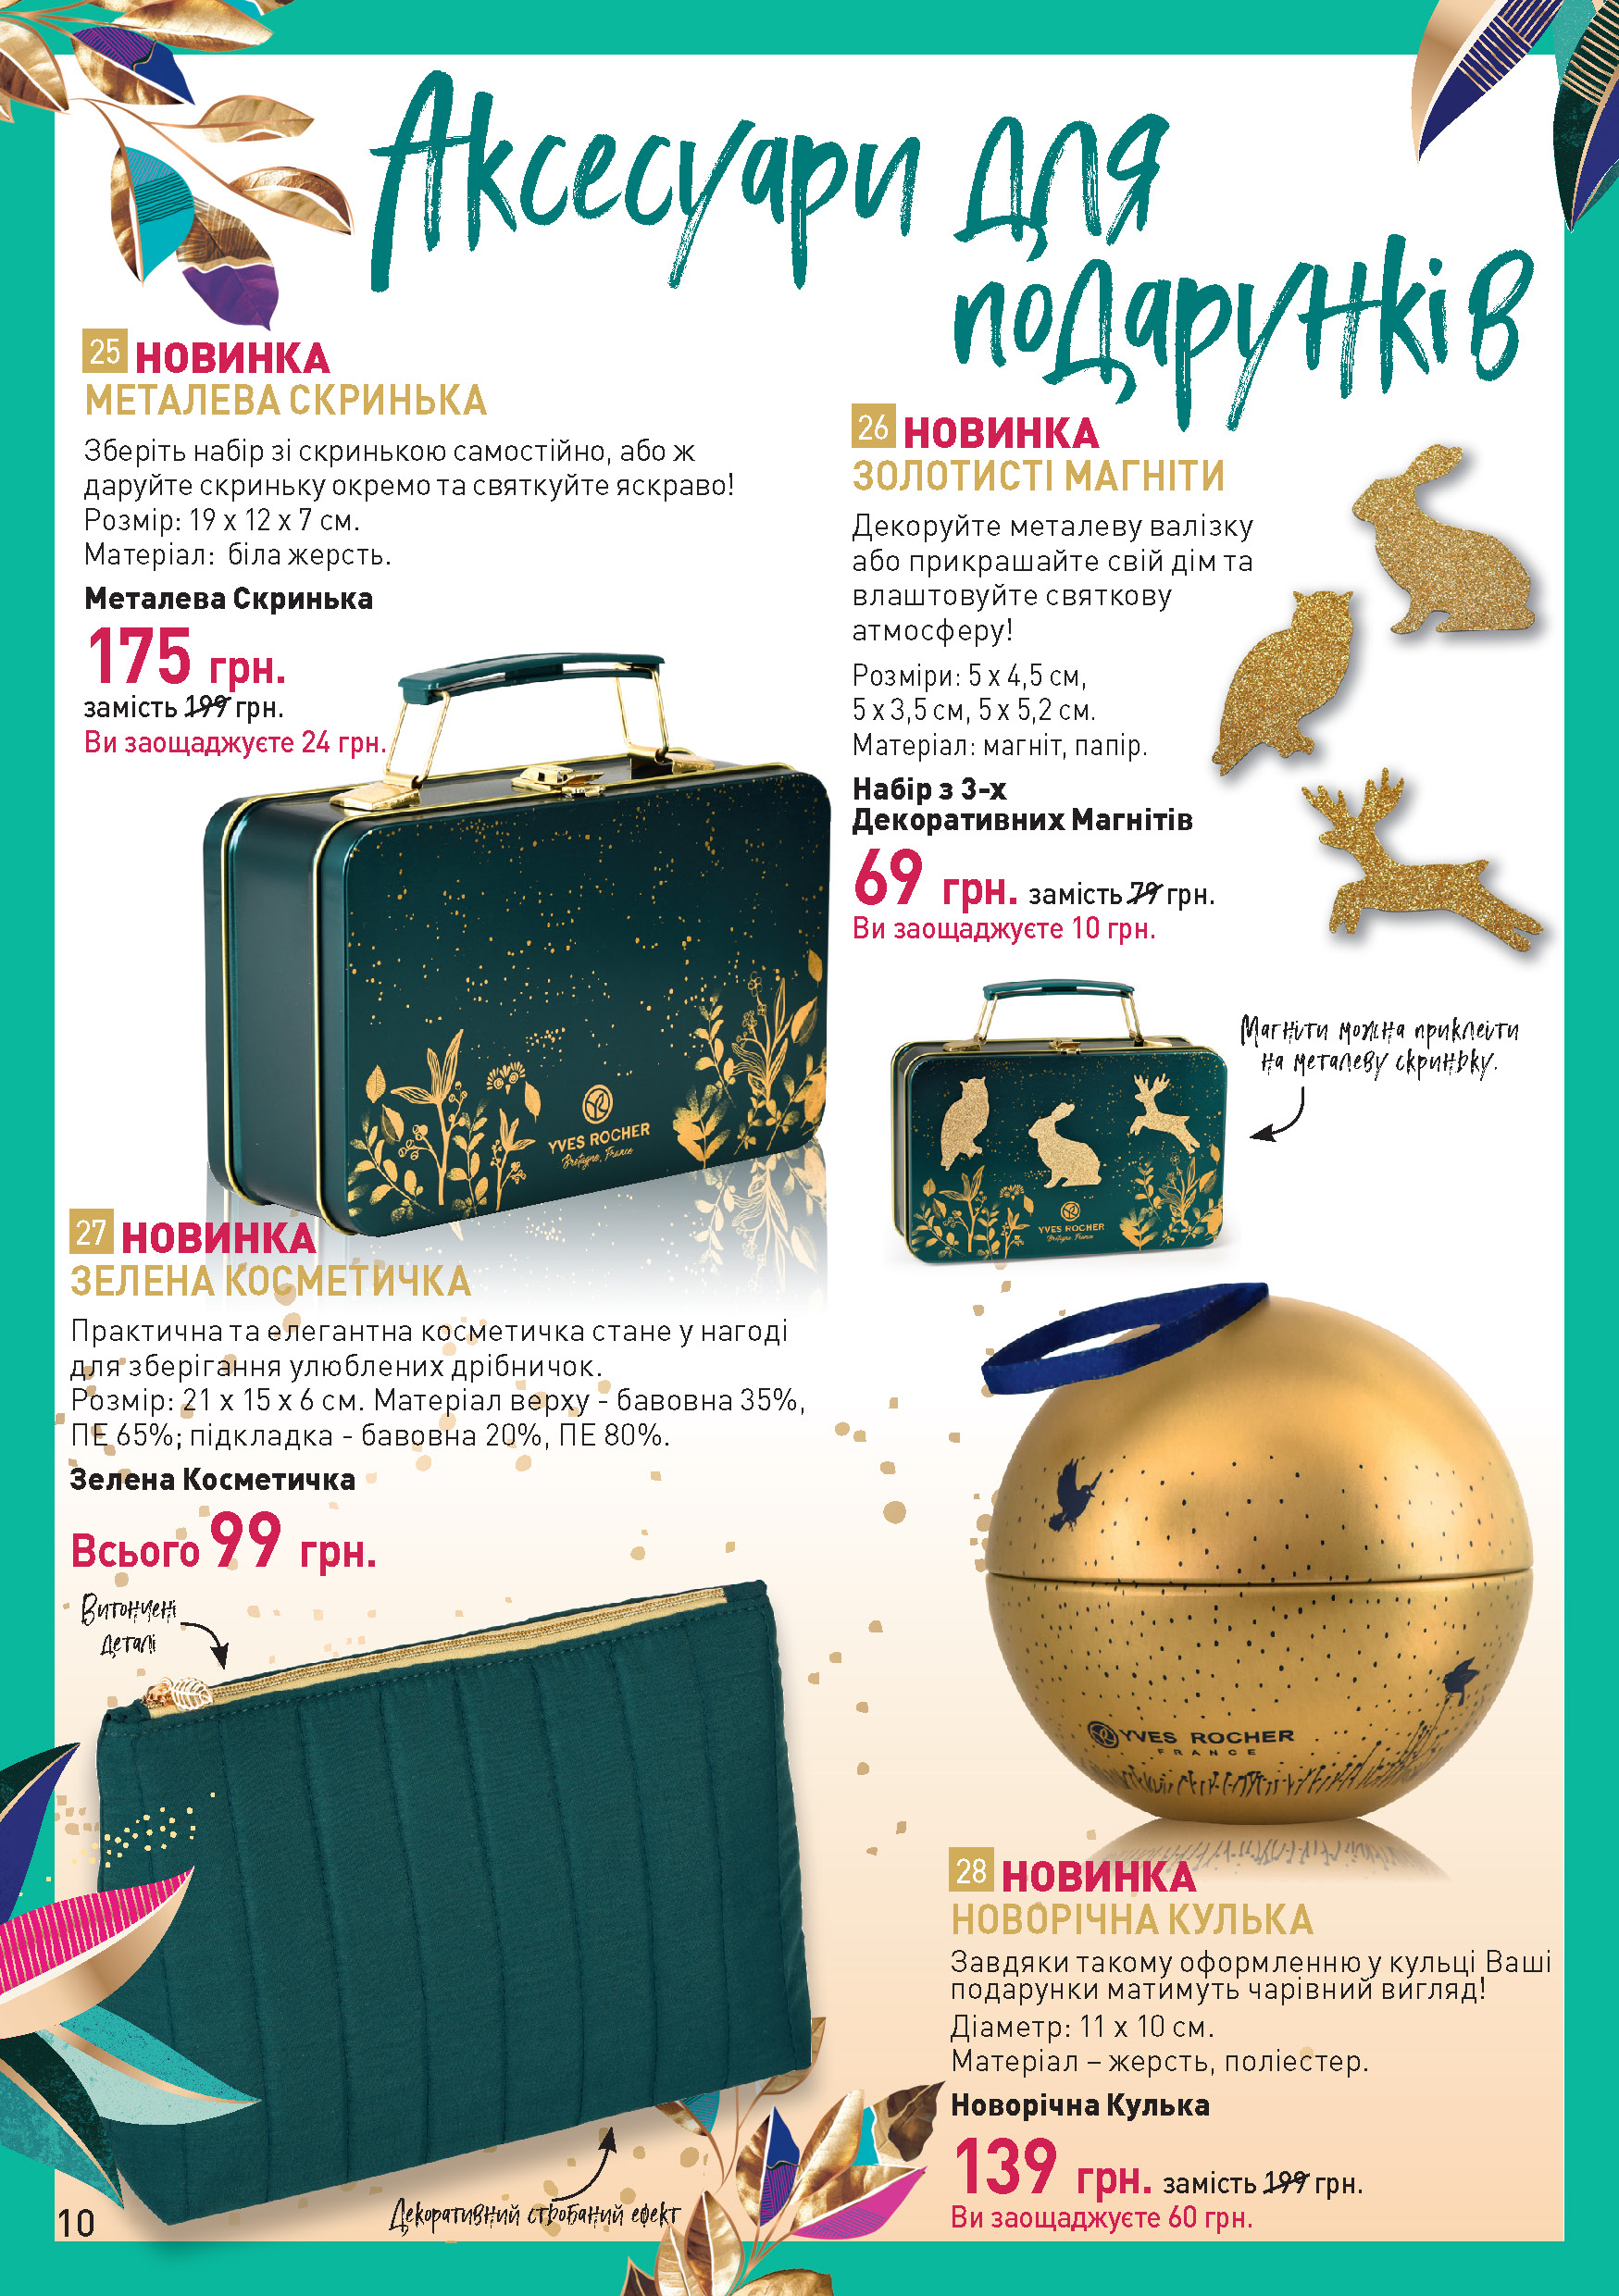 Аксесуари для
подарунків
25 НОВИНКА
МЕТАЛЕВА СКРИНЬКА
Зберіть набір зі скринькою самостійно, або ж
даруйте скриньку окремо та святкуйте яскраво!
Розмір: 19 x 12 x 7 см.
Матеріал: біла жерсть.
Металева Скринька
175 грн.
замість 199 грн.
Ви заощаджуєте 24 грн.
YVES ROCHER
Bretagne, France
26 НОВИНКА
ЗОЛОТИСТІ МАГНІТИ
Декоруйте металеву валізку
або прикрашайте свій дім та
влаштовуйте святкову
атмосферу!
Розміри: 5 x 4,5 см,
5 x 3,5 см, 5 x 5,2 см.
Матеріал: магніт, папір.
Набір з 3-х
Декоративних Магнітів
69 грн. замість 79 грн.
Ви заощаджуєте 10 грн.
Магніти можна приклеїти
на металеву скриньку.
YVES ROCHER
Bretagne, France
27 НОВИНКА
ЗЕЛЕНА КОСМЕТИЧКА
Практична та елегантна косметичка стане у нагоді
для зберігання улюблених дрібничок.
Розмір: 21 x 15 x 6 см. Матеріал верху - бавовна 35%,
ПЕ 65%; підкладка - бавовна 20%, ПЕ 80%.
Зелена Косметичка
Всього 99 грн.
Витончені
деталі
Декоративний стьобаний ефект
YVES ROCHER
FRANCE
28 НОВИНКА
НОВОРІЧНА КУЛЬКА
Завдяки такому оформленню у кульці Ваші
подарунки матимуть чарівний вигляд!
Діаметр: 11 x 10 см.
Матеріал – жерсть, поліестер.
Новорічна Кулька
139 грн. замість 199 грн.
Ви заощаджуєте 60 грн.
10